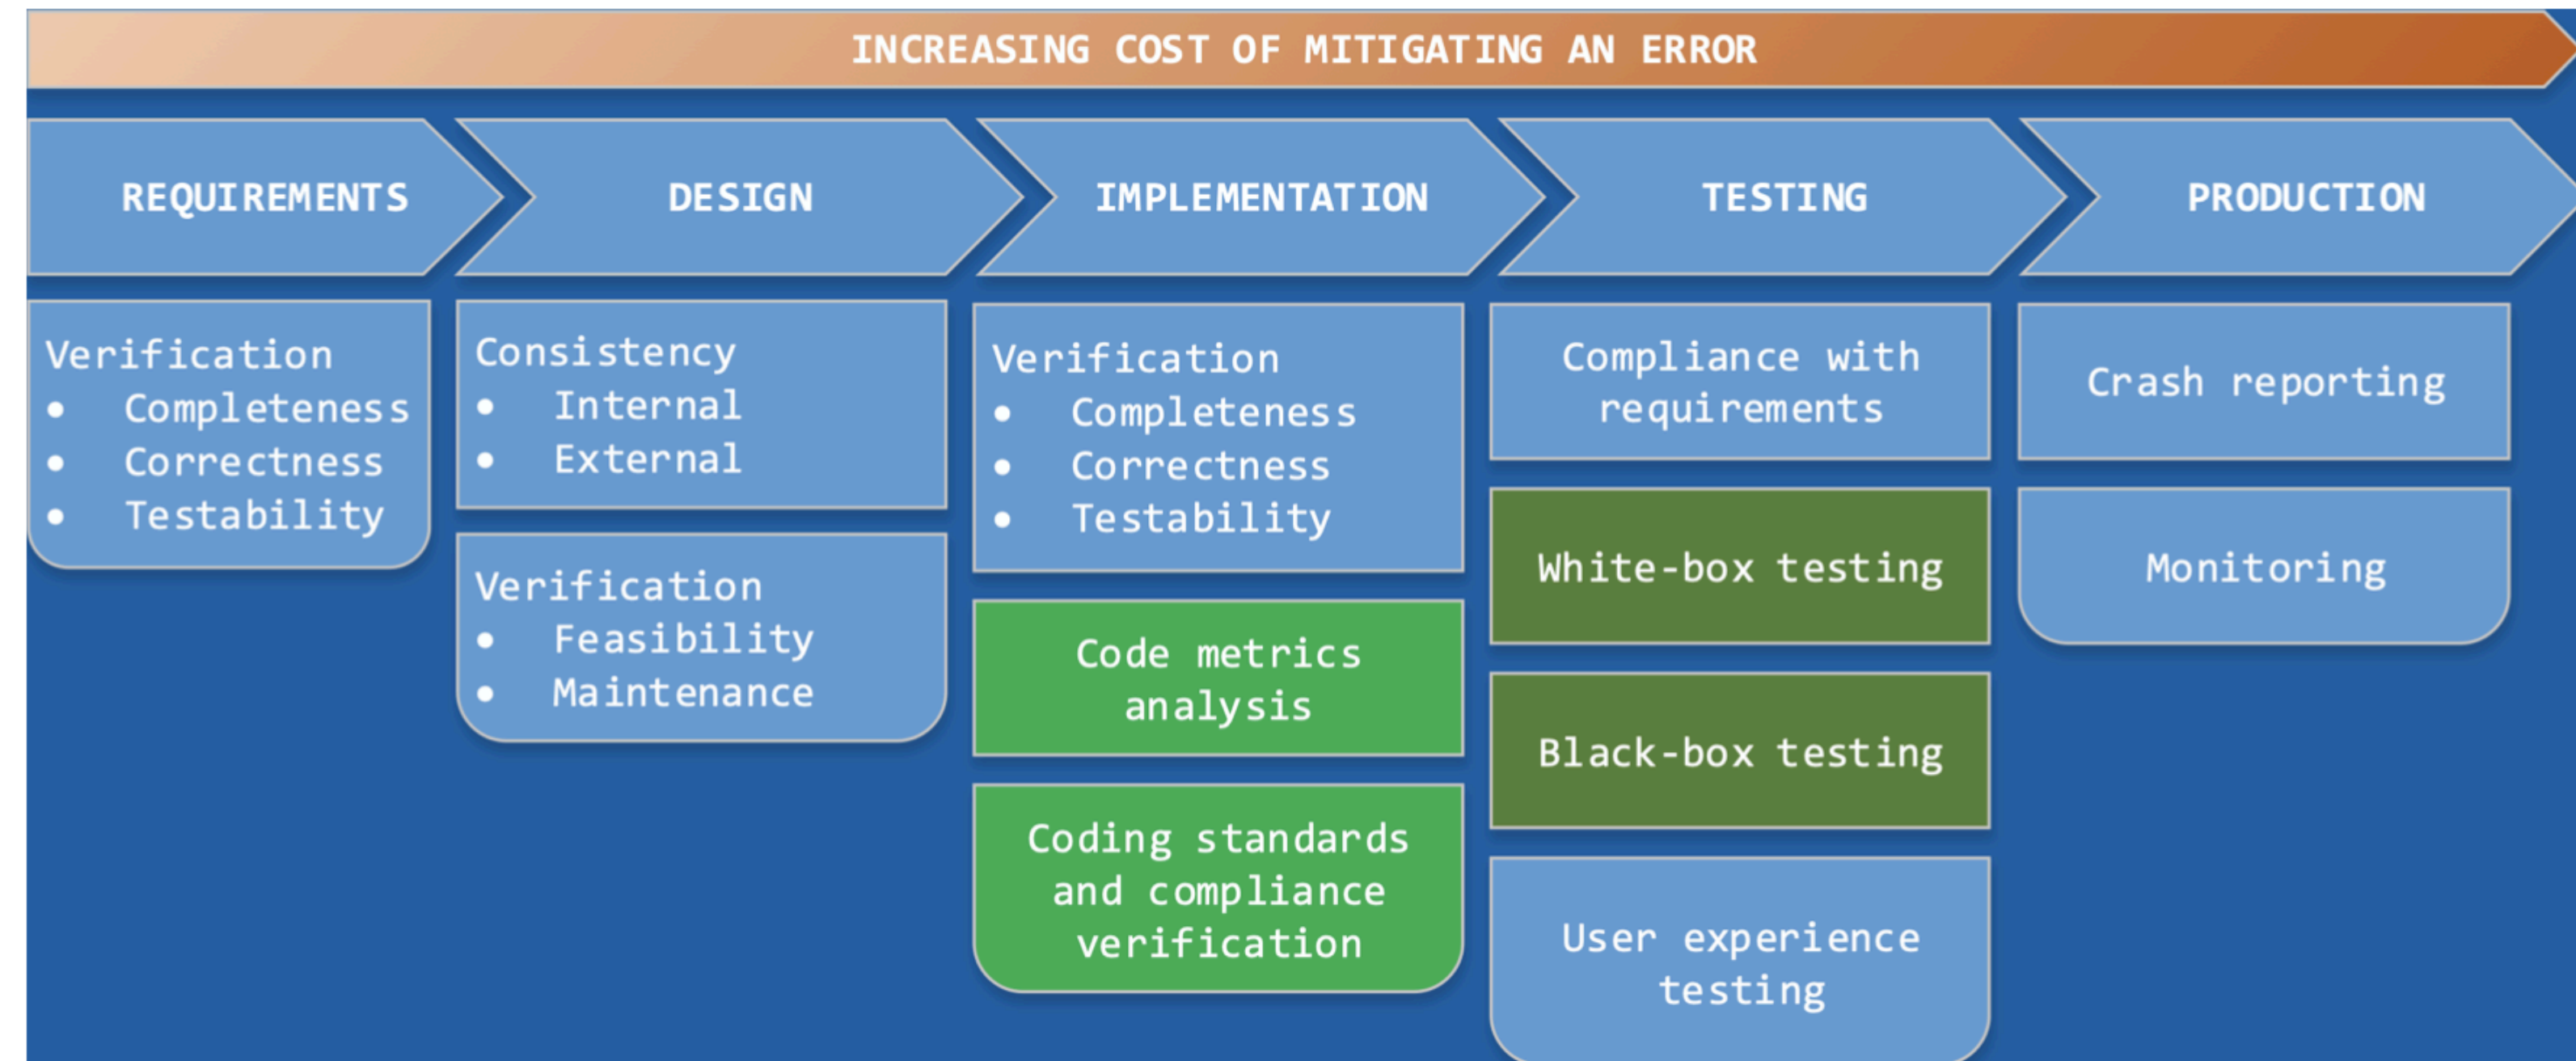 INCREASING COST OF MITIGATING AN ERROR
REQUIREMENTS
DESIGN
IMPLEMENTATION
TESTING
PRODUCTION
Verification
• Completeness
• Correctness
• Testability
Consistency
• Internal
• External
Verification
• Feasibility
• Maintenance
Verification
• Completeness
• Correctness
• Testability
Code metrics
analysis
Coding standards
and compliance
verification
Compliance with
requirements
White-box testing
Black-box testing
User experience
testing
Crash reporting
Monitoring